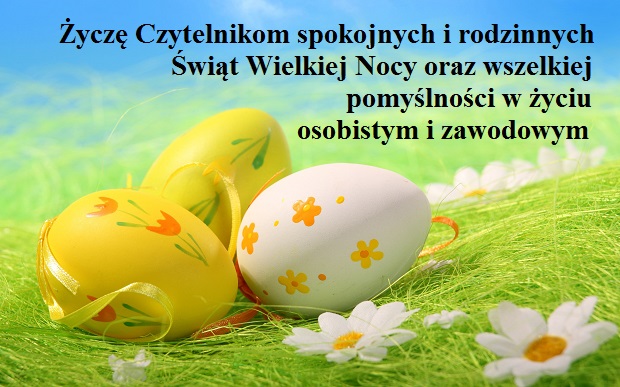 Życzę Czytelnikom spokojnych i rodzinnych
Świąt Wielkiej Nocy oraz wszelkiej
pomyślności w życiu
osobistym i zawodowym